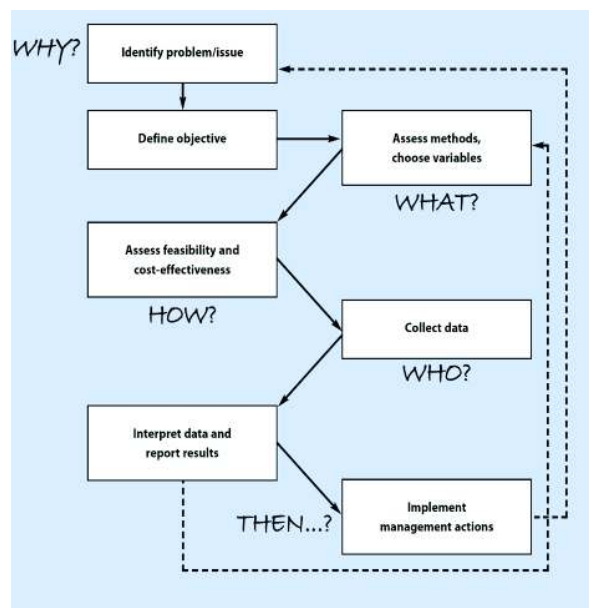 WHY?
Identify problem/issue
Define objective
Assess methods,
choose variables
WHAT?
Assess feasibility and
cost-effectiveness
HOW?
Collect data
WHO?
Interpret data and
report results
THEN...?
Implement
management actions